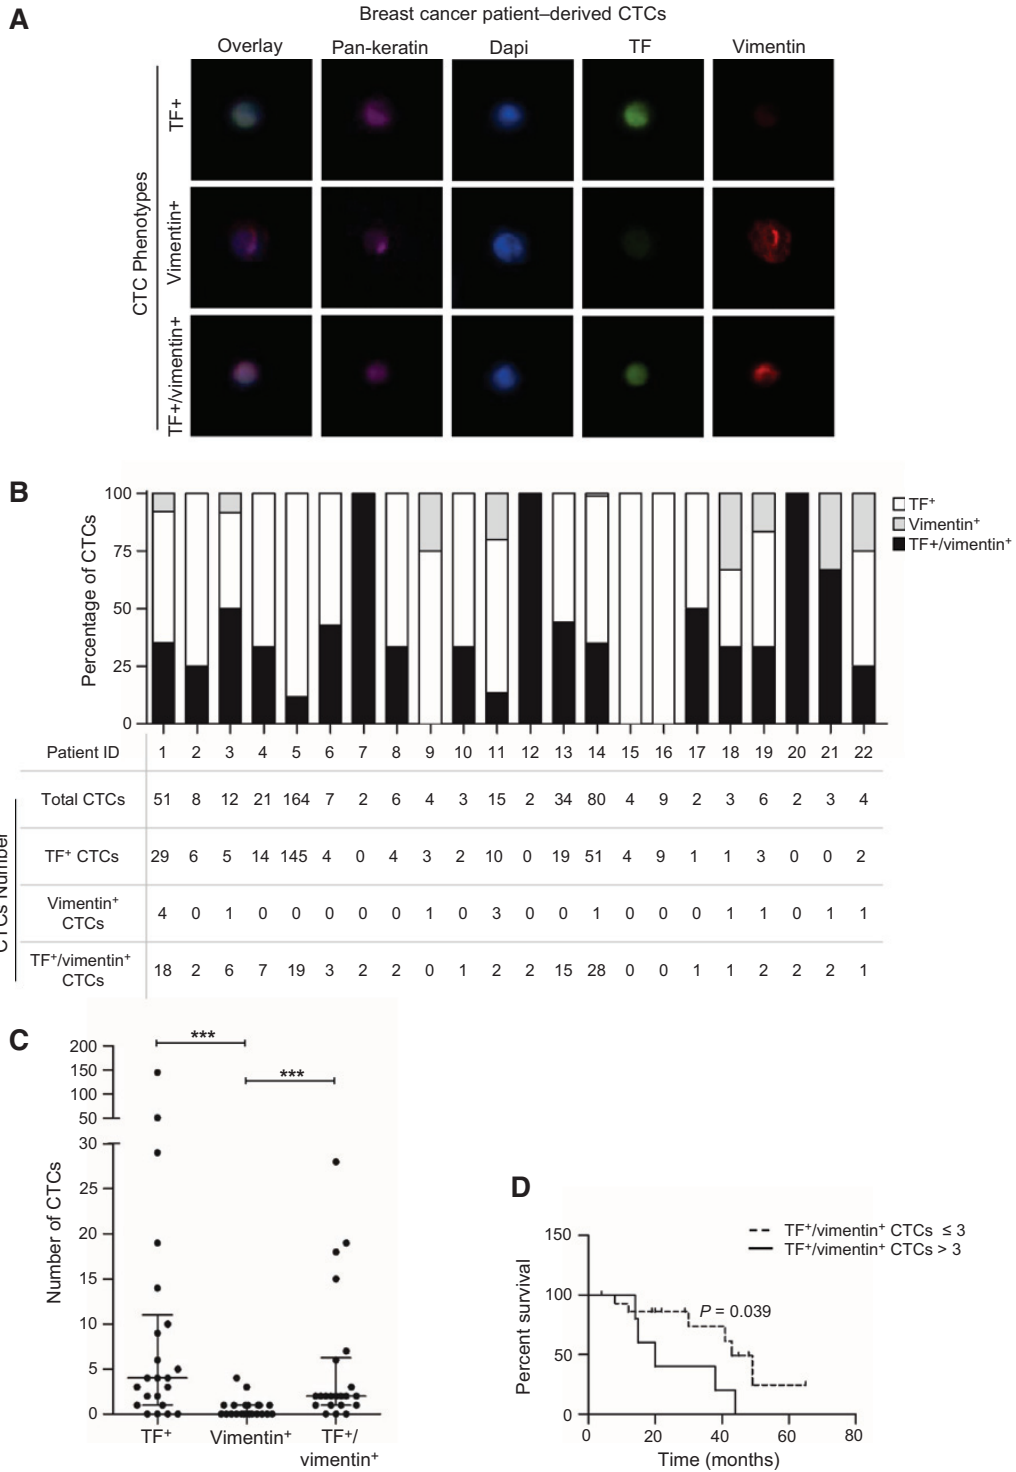 A
Breast cancer patient–derived CTCs
Overlay Pan-keratin Dapi TF Vimentin
CTC Phenotypes
TF+
Vimentin+
TF+/vimentin+
B
Percentage of CTCs
100
75
50
25
0
TF⁺
Vimentin⁺
TF+/vimentin⁺
Patient ID 1 2 3 4 5 6 7 8 9 10 11 12 13 14 15 16 17 18 19 20 21 22
CTCs Number
Total CTCs 51 8 12 21 164 7 2 6 4 3 15 2 34 80 4 9 2 3 6 2 3 4
TF⁺ CTCs 29 6 5 14 145 4 0 4 3 2 10 0 19 51 4 9 1 1 3 0 0 2
Vimentin⁺
CTCs 4 0 1 0 0 0 0 0 1 0 3 0 0 1 0 0 0 1 1 0 1 1
TF⁺/vimentin⁺
CTCs 18 2 6 7 19 3 2 2 0 1 2 2 15 28 0 0 1 1 2 2 2 1
C
Number of CTCs
200
150
100
50
30
25
20
15
10
5
0
***
***
TF⁺ Vimentin⁺ TF⁺/
vimentin⁺
D
TF⁺/vimentin⁺ CTCs ≤ 3
TF⁺/vimentin⁺ CTCs > 3
Percent survival
150
100
50
0
P = 0.039
0 20 40 60 80
Time (months)